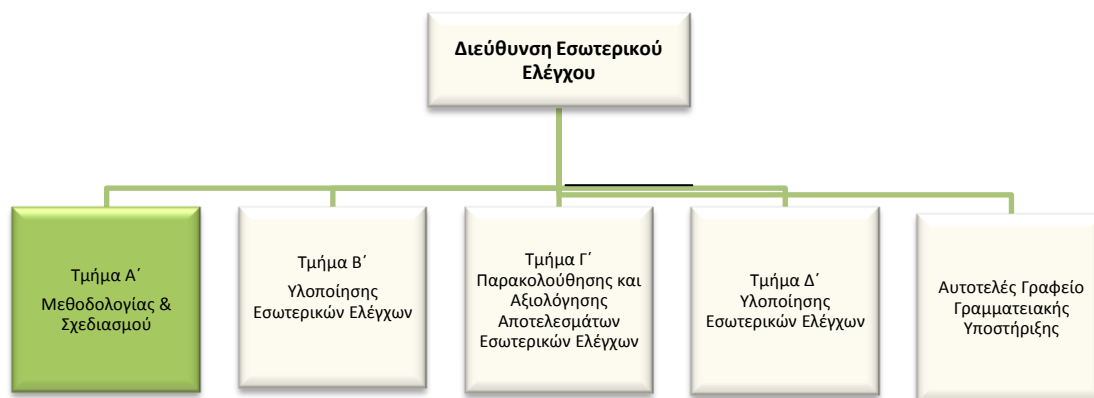 Διεύθυνση Εσωτερικού
Ελέγχου
Τμήμα Α΄
Μεθοδολογίας &
Σχεδιασμού
Τμήμα Β΄
Υλοποίησης
Εσωτερικών Ελέγχων
Τμήμα Γ΄
Παρακολούθησης και
Αξιολόγησης
Αποτελεσμάτων
Εσωτερικών Ελέγχων
Τμήμα Δ΄
Υλοποίησης
Εσωτερικών Ελέγχων
Αυτοτελές Γραφείο
Γραμματειακής
Υποστήριξης